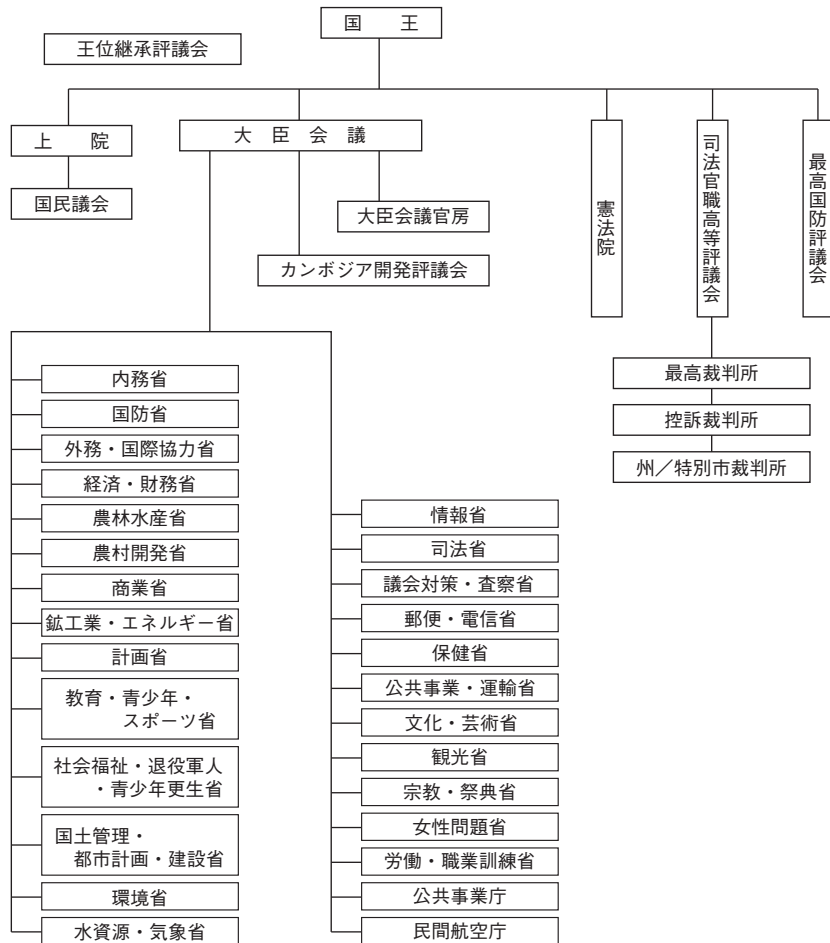 国　王
王位継承評議会
上　院
大　臣　会　議
憲法院
司法官職高等評議会
最高国防評議会
国民議会
大臣会議官房
カンボジア開発評議会
最高裁判所
控訴裁判所
州／特別市裁判所
内務省
国防省
外務・国際協力省
経済・財務省
農林水産省
農村開発省
商業省
鉱工業・エネルギー省
計画省
教育・青少年・
スポーツ省
社会福祉・退役軍人
・青少年更生省
国土管理・
都市計画・建設省
環境省
水資源・気象省
情報省
司法省
議会対策・査察省
郵便・電信省
保健省
公共事業・運輸省
文化・芸術省
観光省
宗教・祭典省
女性問題省
労働・職業訓練省
公共事業庁
民間航空庁